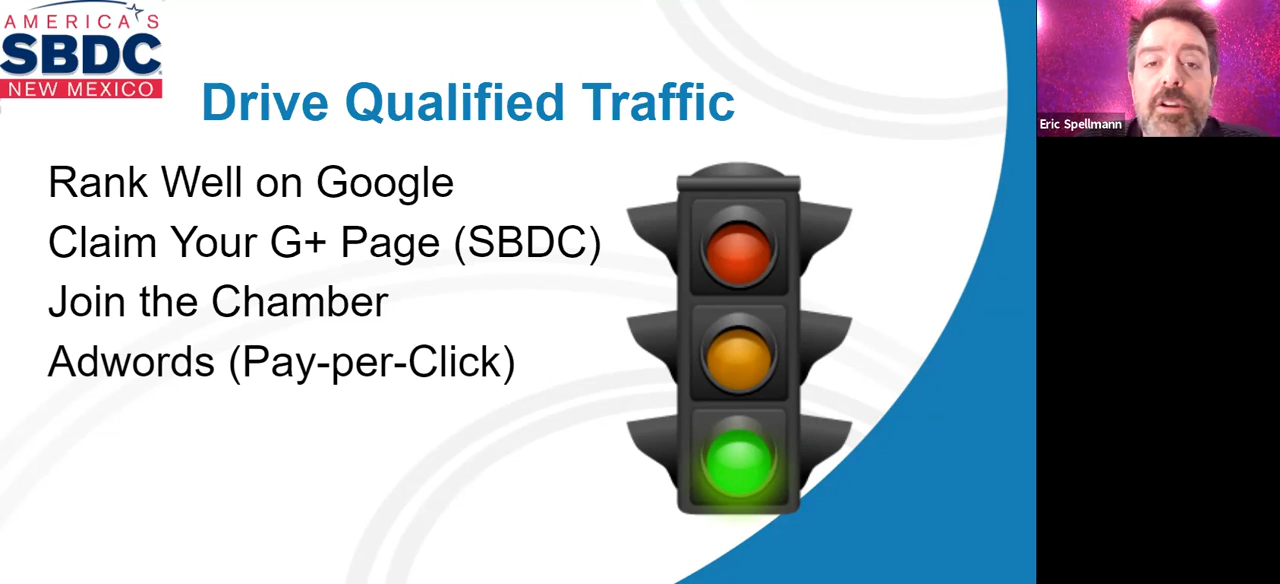 AMERICA'S
SBDC
NEW MEXICO
Drive Qualified Traffic
Rank Well on Google
Claim Your G+ Page (SBDC)
Join the Chamber
Adwords (Pay-per-Click)
Eric Spellmann